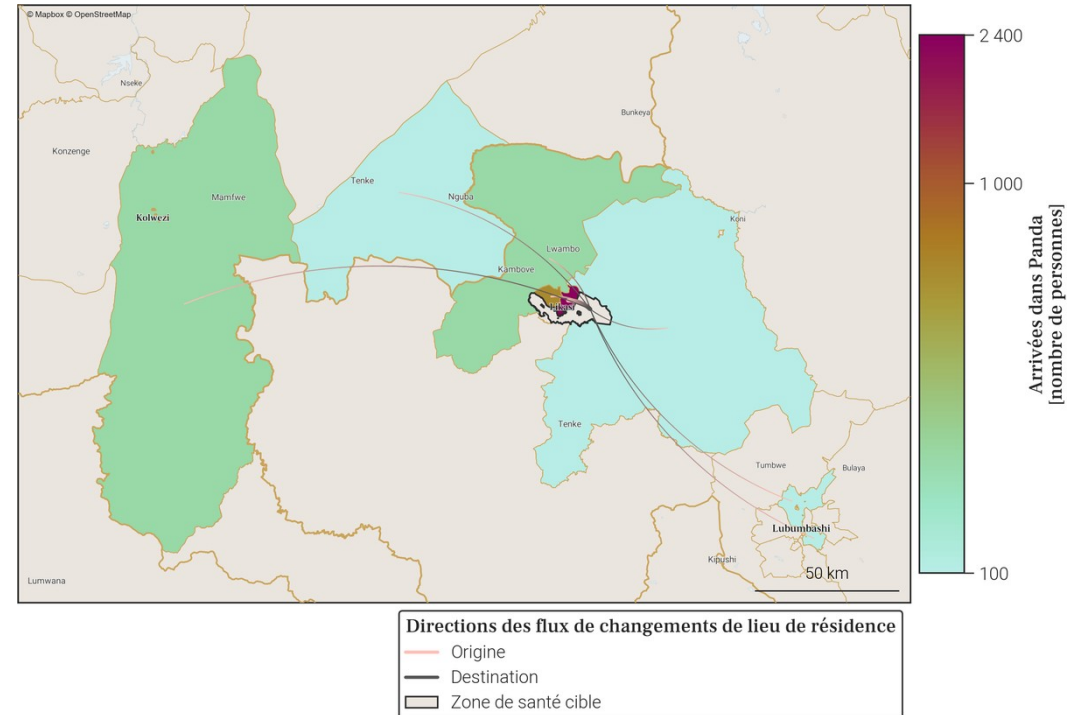 © Mapbox © OpenStreetMap
Nseke
Bunkeya
Konzenge
Tenke
Mamfwe
Nguba
Kolwezi
Koni
Lwambo
Kambove
Likasi
Tenke
Tumbwe
Bulaya
Lubumbashi
Kipushi
Lumwana
50 km
2 400
1 000
100
Arrivées dans Panda
[nombre de personnes]
Directions des flux de changements de lieu de résidence
Origine
Destination
Zone de santé cible